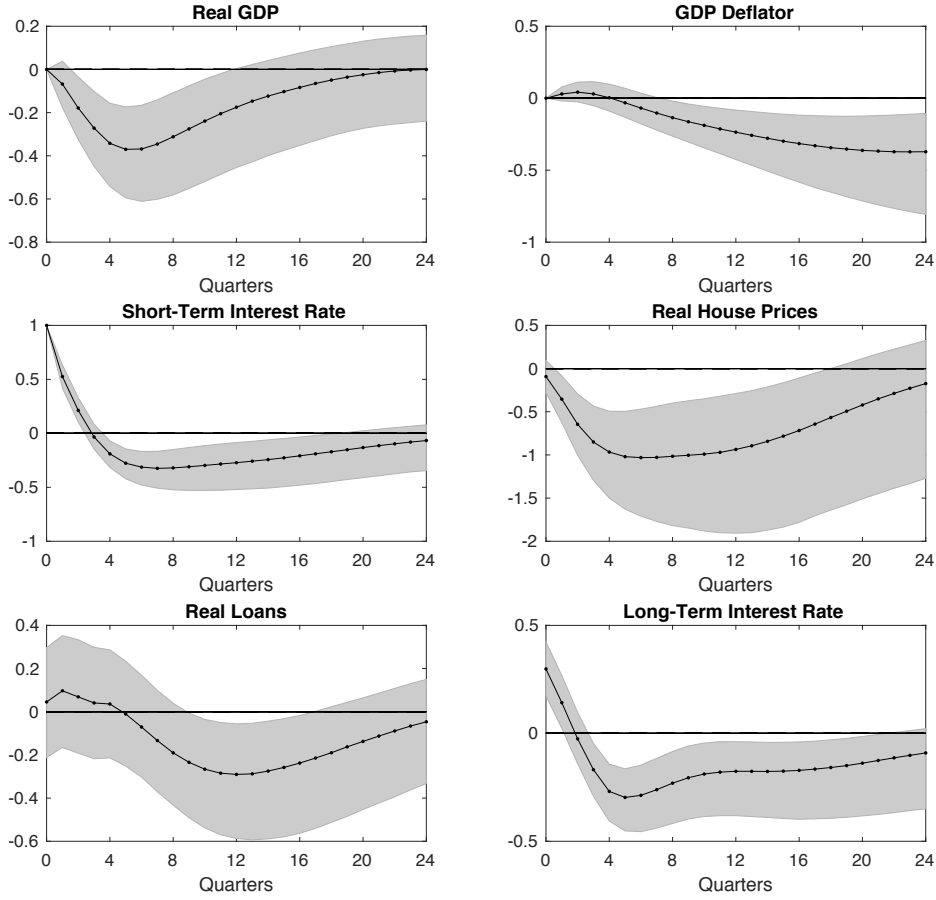 Real GDP
0.2
0
-0.2
-0.4
-0.6
-0.8
0 4 8 12 16 20 24
Quarters
GDP Deflator
0.5
0
-0.5
-1
0 4 8 12 16 20 24
Quarters
Short-Term Interest Rate
1
0.5
0
-0.5
-1
0 4 8 12 16 20 24
Quarters
Real House Prices
0.5
0
-0.5
-1
-1.5
-2
0 4 8 12 16 20 24
Quarters
Real Loans
0.4
0.2
0
-0.2
-0.4
-0.6
0 4 8 12 16 20 24
Quarters
Long-Term Interest Rate
0.5
0
-0.5
0 4 8 12 16 20 24
Quarters